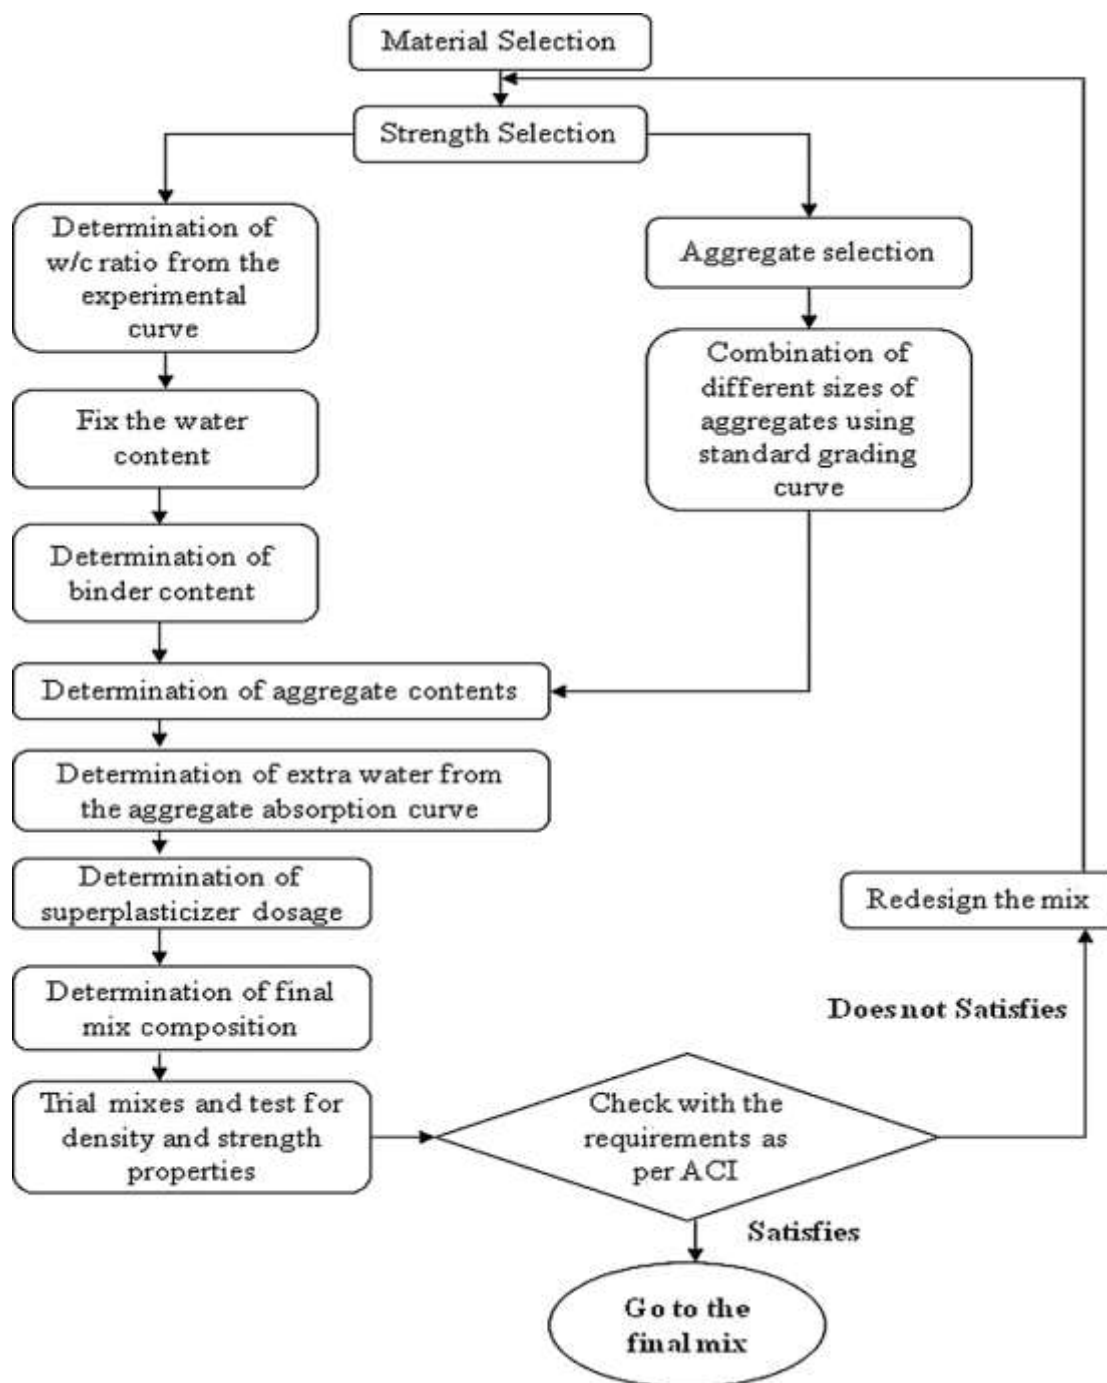 Material Selection
Strength Selection
Determination of
w/c ratio from the
experimental
curve
Aggregate selection
Fix the water
content
Combination of
different sizes of
aggregates using
standard grading
curve
Determination of
binder content
Determination of aggregate contents
Determination of extra water from
the aggregate absorption curve
Determination of
superplasticizer dosage
Redesign the mix
Determination of final
mix composition
Does not Satisfies
Trial mixes and test for
density and strength
properties
Check with the
requirements as
per ACI
Satisfies
Go to the
final mix